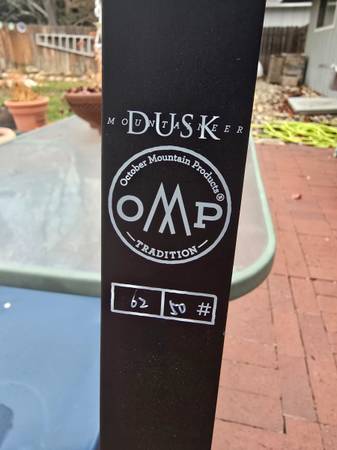 DUSK
MOUNTAINEER
October Mountain Products®
OMP
— TRADITION —
62 50 #